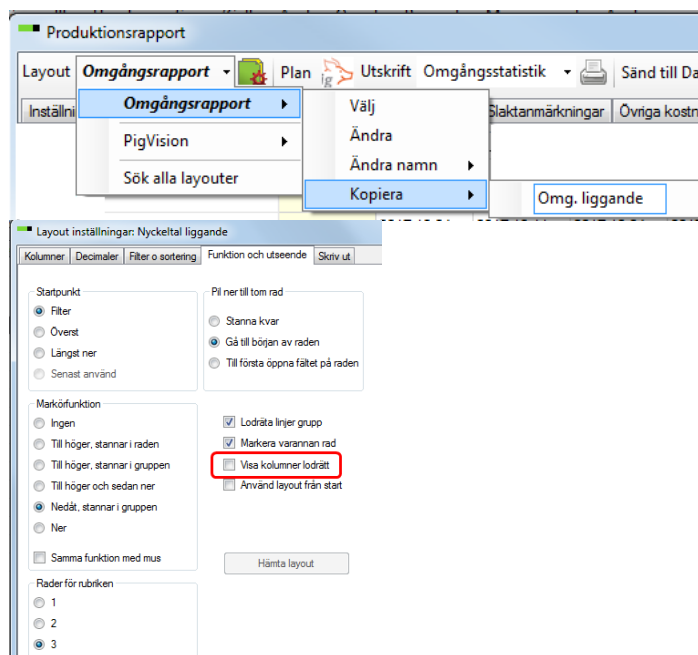 Produktionsrapport
Layout Omgångsrapport Plan Utskrift Omgångsstatistik Sänd till Da
Inställni Omgångsrapport Välj Slaktanmärkningar Övriga kostn
Ändra
PigVision
Ändra namn
Sök alla layouter
Kopiera Omg. liggande
Layout inställningar: Nyckeltal liggande
Kolumner Decimaler Filter o sortering Funktion och utseende Skriv ut
Startpunkt
Filter
Överst
Längst ner
Senast använd
Pil ner till tom rad
Stanna kvar
Gå till början av raden
Till första öppna fältet på raden
Markörfunktion
Ingen
Till höger, stannar i raden
Till höger, stannar i gruppen
Till höger och sedan ner
Nedåt, stannar i gruppen
Ner
Samma funktion med mus
Lodräta linjer grupp
Markera varannan rad
Visa kolumner lodrätt
Använd layout från start
Hämta layout
Rader för rubriken
1
2
3